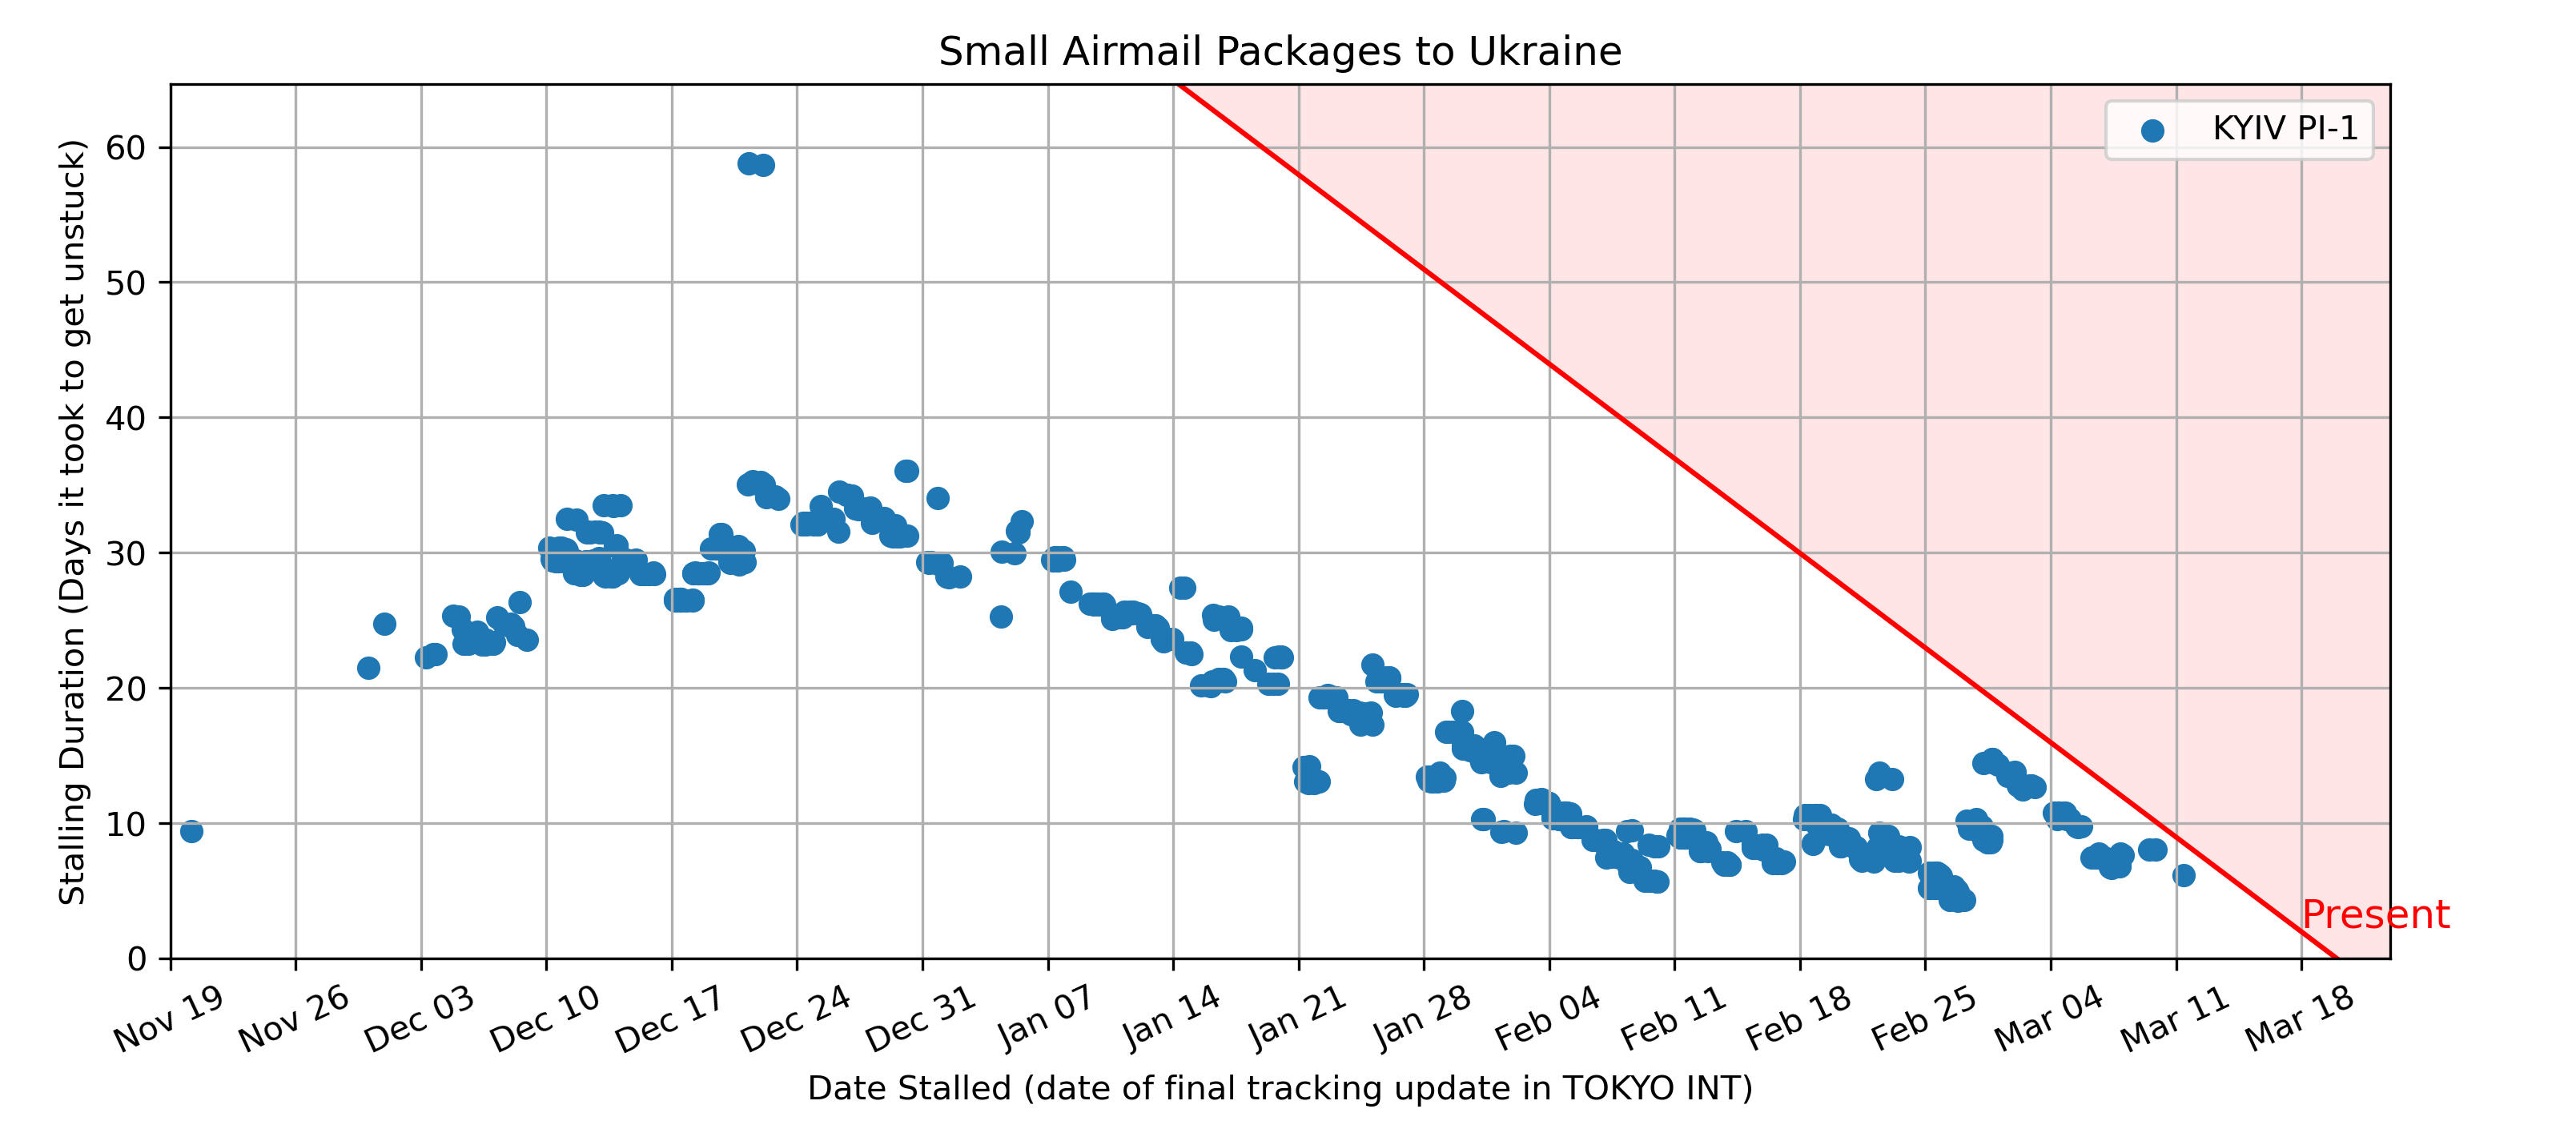 Small Airmail Packages to Ukraine
KYIV PI-1
Stalling Duration (Days it took to get unstuck)
60
50
40
30
20
10
0
Present
Nov 19
Nov 26
Dec 03
Dec 10
Dec 17
Dec 24
Dec 31
Jan 07
Jan 14
Jan 21
Jan 28
Feb 04
Feb 11
Feb 18
Feb 25
Mar 04
Mar 11
Mar 18
Date Stalled (date of final tracking update in TOKYO INT)